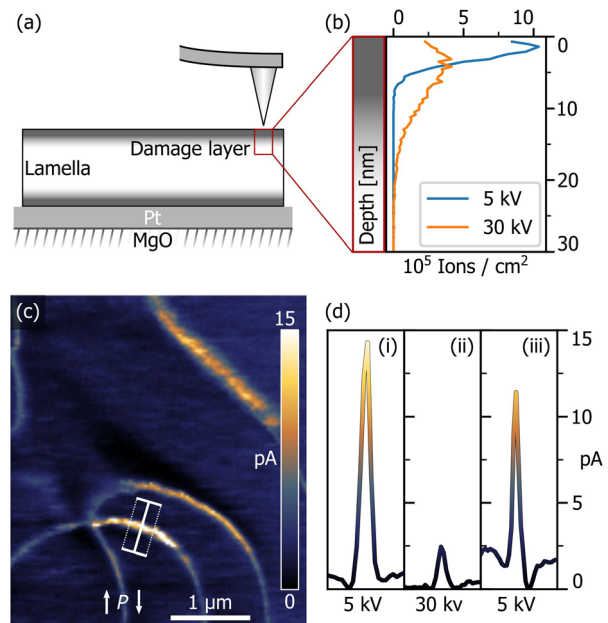 (a)
Lamella
Damage layer
Pt
MgO
(b)
0 5 10
0
10
20
30
Depth [nm]
5 kV
30 kV
10⁵ Ions / cm²
(c)
15
pA
0
↑ P ↓
1 µm
(d)
(i) (ii) (iii)
15
10
pA
5
0
5 kV 30 kv 5 kV